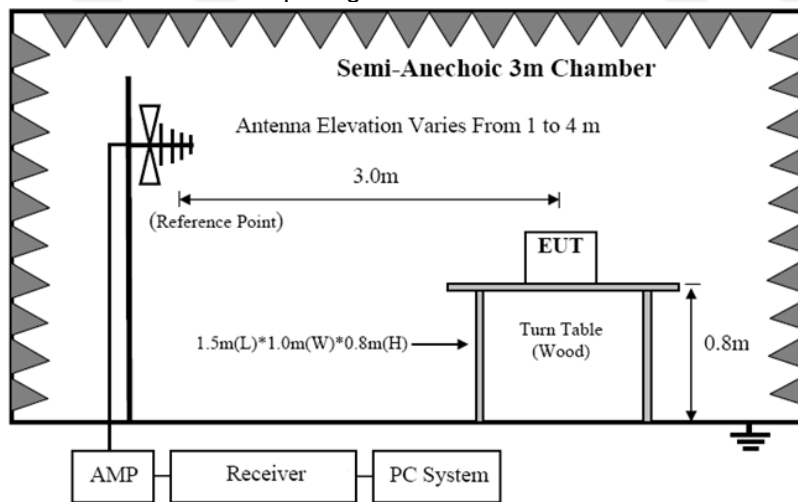 Semi-Anechoic 3m Chamber
Antenna Elevation Varies From 1 to 4 m
3.0m
(Reference Point)
EUT
1.5m(L)*1.0m(W)*0.8m(H)
Turn Table
(Wood)
0.8m
AMP
Receiver
PC System